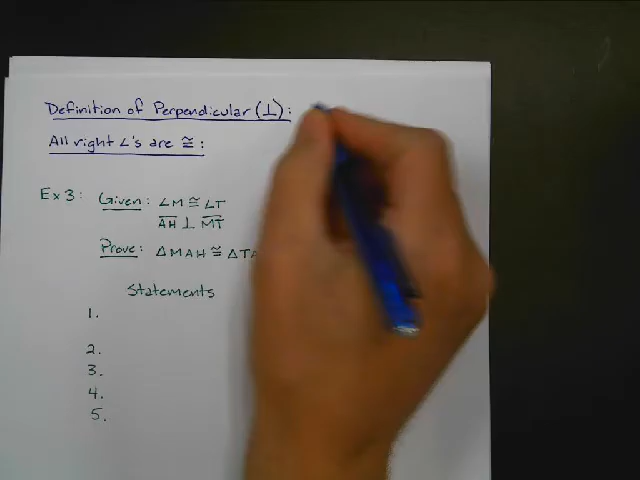 Definition of Perpendicular (⊥):
All right ∠'s are ≅:
Ex 3: Given: ∠M ≅ ∠T
AH ⊥ MT
Prove: ΔMAH ≅ ΔTA
Statements
1.
2.
3.
4.
5.